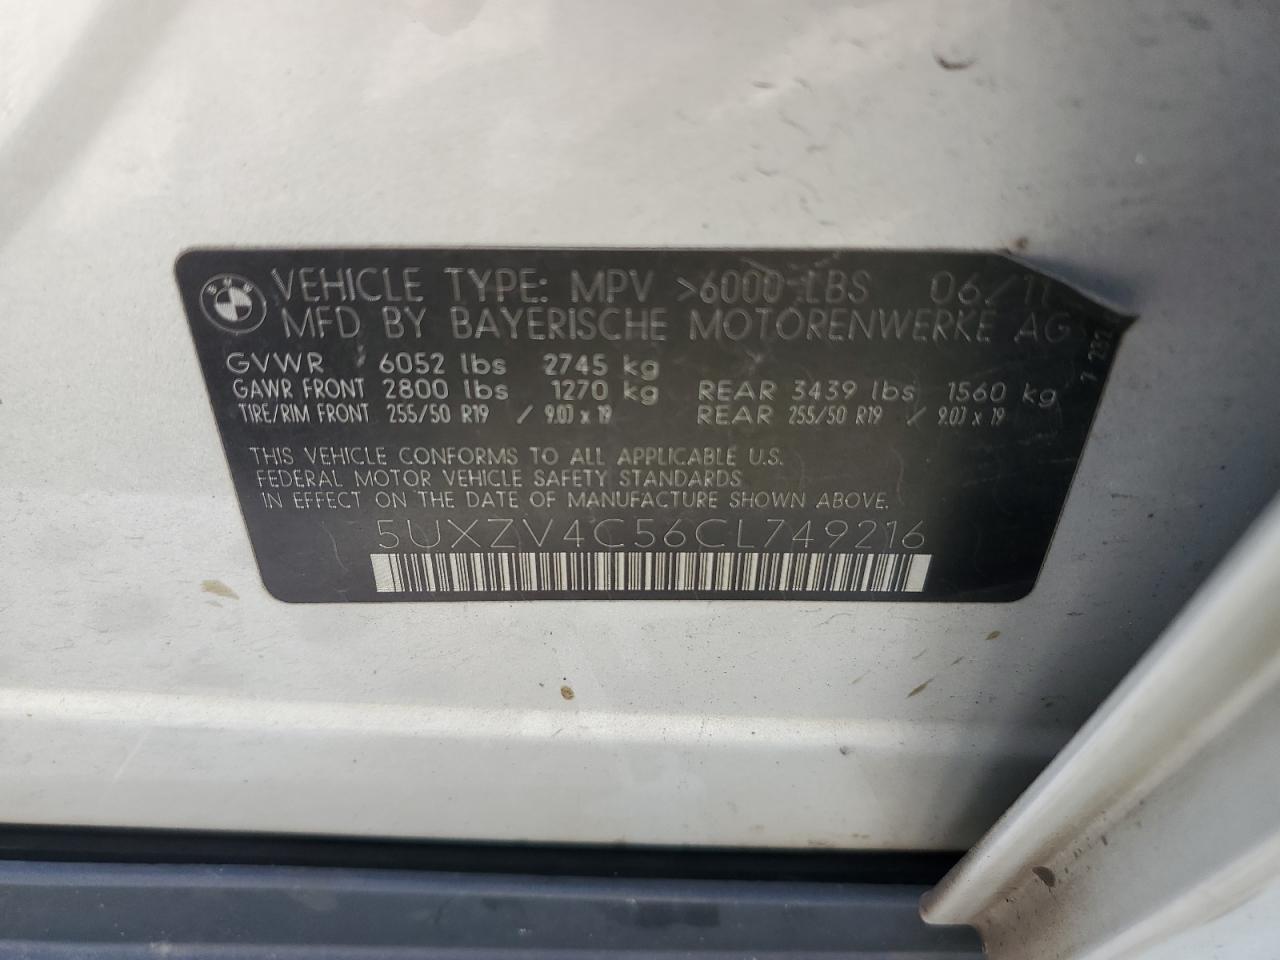 BMW
VEHICLE TYPE: MPV >6000 LBS 06/11
MFD BY BAYERISCHE MOTORENWERKE AG
GVWR 6052 lbs 2745 kg
GAWR FRONT 2800 lbs 1270 kg REAR 3439 lbs 1560 kg
TIRE/RIM FRONT 255/50 R19 / 9.0J x 19 REAR 255/50 R19 / 9.0J x 19
THIS VEHICLE CONFORMS TO ALL APPLICABLE U.S.
FEDERAL MOTOR VEHICLE SAFETY STANDARDS
IN EFFECT ON THE DATE OF MANUFACTURE SHOWN ABOVE.
5UXZV4C56CL749216